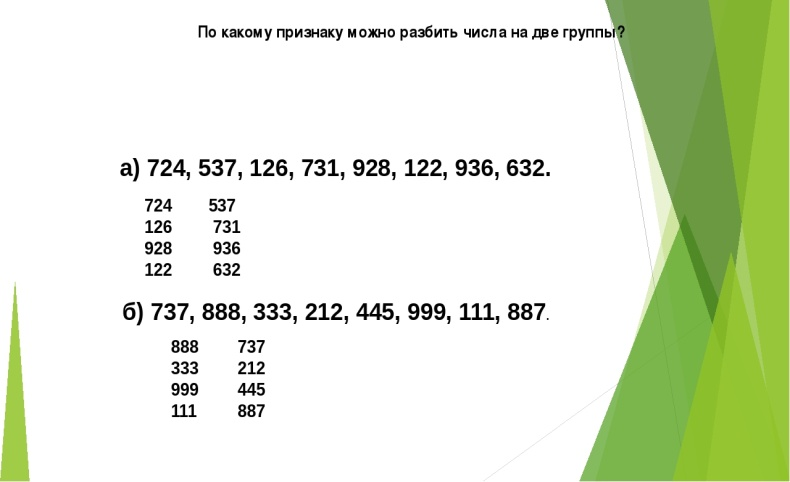 По какому признаку можно разбить числа на две группы?
а) 724, 537, 126, 731, 928, 122, 936, 632.
724 537
126 731
928 936
122 632
б) 737, 888, 333, 212, 445, 999, 111, 887.
888 737
333 212
999 445
111 887